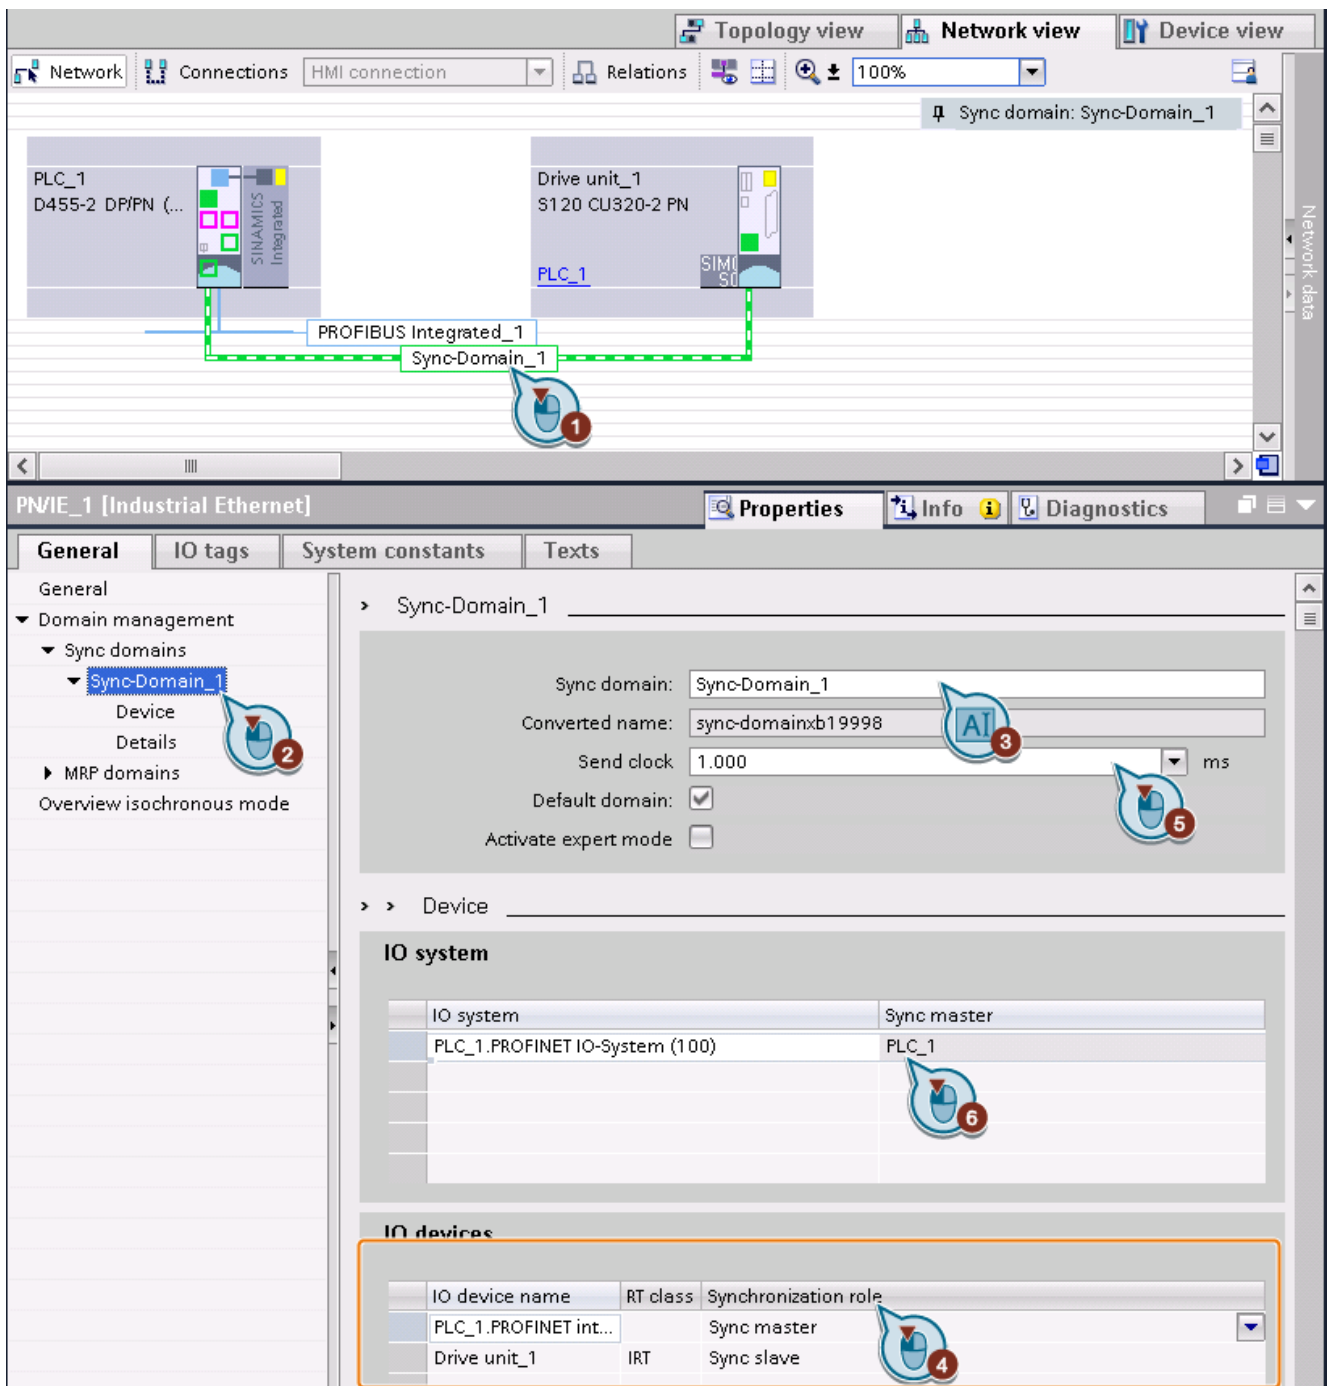 Topology view
Network view
Device view
Network
Connections
HMI connection
Relations
100%
Sync domain: Sync-Domain_1
PLC_1
D455-2 DP/PN (...
SINAMICS
Integrated
Drive unit_1
S120 CU320-2 PN
PLC_1
PROFIBUS Integrated_1
Sync-Domain_1
1
Network data
PN/IE_1 [Industrial Ethernet]
Properties
Info
Diagnostics
General
IO tags
System constants
Texts
General
Domain management
Sync domains
Sync-Domain_1
Device
Details
2
MRP domains
Overview isochronous mode
Sync-Domain_1
Sync domain: Sync-Domain_1
Converted name: sync-domainxb19998
AI
3
Send clock 1.000 ms
Default domain:
5
Activate expert mode
Device
IO system
IO system Sync master
PLC_1.PROFINET IO-System (100) PLC_1
6
IO devices
IO device name RT class Synchronization role
PLC_1.PROFINET int... Sync master
Drive unit_1 IRT Sync slave
4